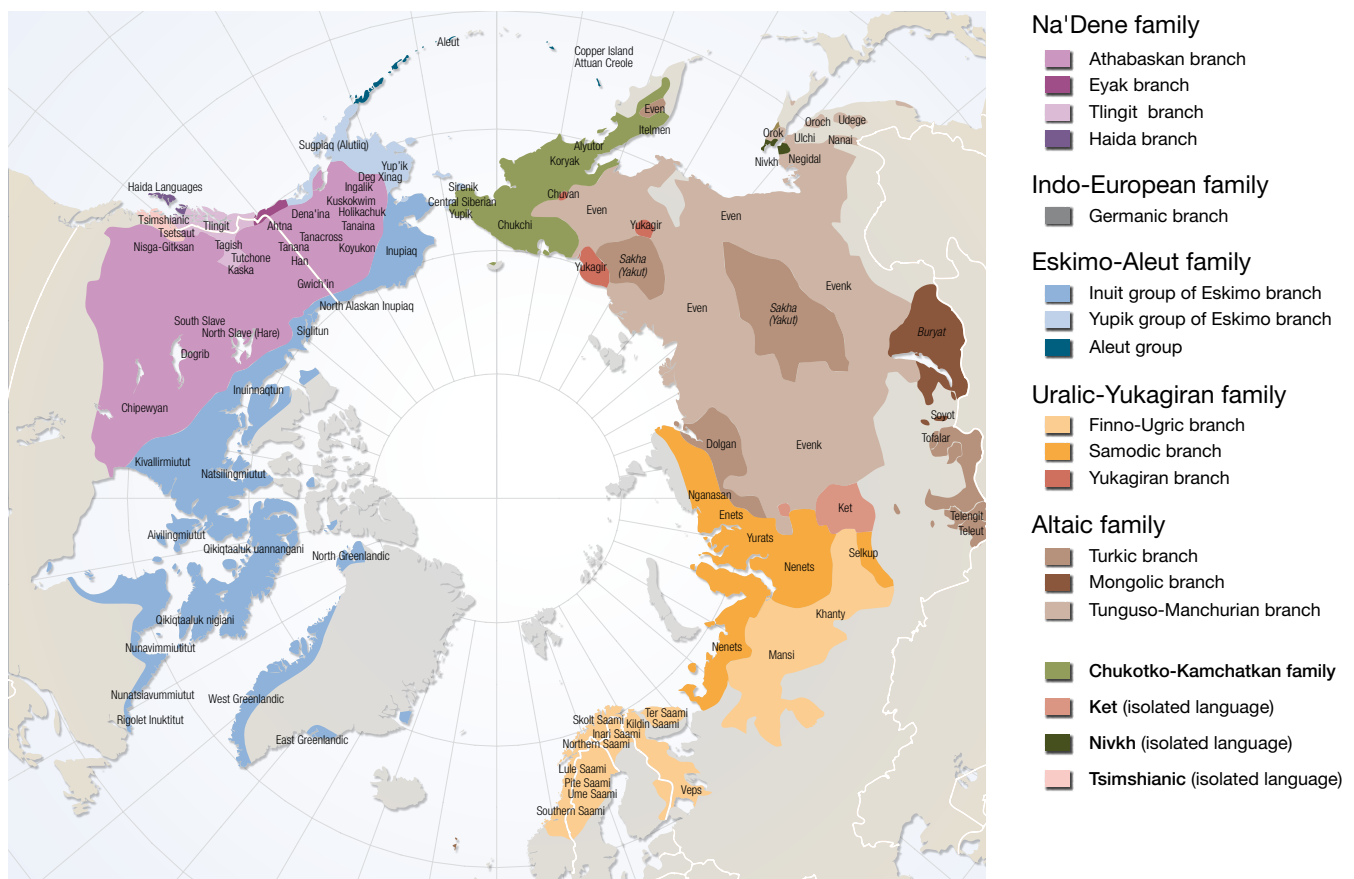 Aleut
Copper Island
Attuan Creole
Even
Itelmen
Alyutor
Koryak
Orok
Oroch
Udege
Ulchi
Nanai
Nivkh
Negidal
Sugpiaq (Alutiiq)
Yup'ik
Deg Xinag
Ingalik
Kuskokwim
Holikachuk
Dena'ina
Tanaina
Ahtna
Tanacross
Tanana
Koyukon
Han
Gwich'in
Inupiaq
North Alaskan Inupiaq
Sirenik
Central Siberian
Yupik
Chukchi
Chuvan
Even
Yukagir
Yukagir
Sakha
(Yakut)
Even
Even
Sakha
(Yakut)
Evenk
Buryat
Haida Languages
Tsimshianic
Tsetsaut
Nisga-Gitksan
Tlingit
Tagish
Tutchone
Kaska
South Slave
North Slave (Hare)
Dogrib
Chipewyan
Siglitun
Inuinnaqtun
Kivallirmiutut
Natsilingmiutut
Aivilingmiutut
Qikiqtaaluk uannangani
North Greenlandic
Qikiqtaaluk nigiani
Nunavimmiutitut
Nunatsiavummiutut
Rigolet Inuktitut
West Greenlandic
East Greenlandic
Soyot
Tofalar
Telengit
Teleut
Dolgan
Evenk
Nganasan
Enets
Yurats
Ket
Selkup
Nenets
Khanty
Nenets
Mansi
Ter Saami
Skolt Saami
Kildin Saami
Inari Saami
Northern Saami
Lule Saami
Pite Saami
Ume Saami
Southern Saami
Veps
Na'Dene family
Athabaskan branch
Eyak branch
Tlingit branch
Haida branch
Indo-European family
Germanic branch
Eskimo-Aleut family
Inuit group of Eskimo branch
Yupik group of Eskimo branch
Aleut group
Uralic-Yukagiran family
Finno-Ugric branch
Samodic branch
Yukagiran branch
Altaic family
Turkic branch
Mongolic branch
Tunguso-Manchurian branch
Chukotko-Kamchatkan family
Ket (isolated language)
Nivkh (isolated language)
Tsimshianic (isolated language)